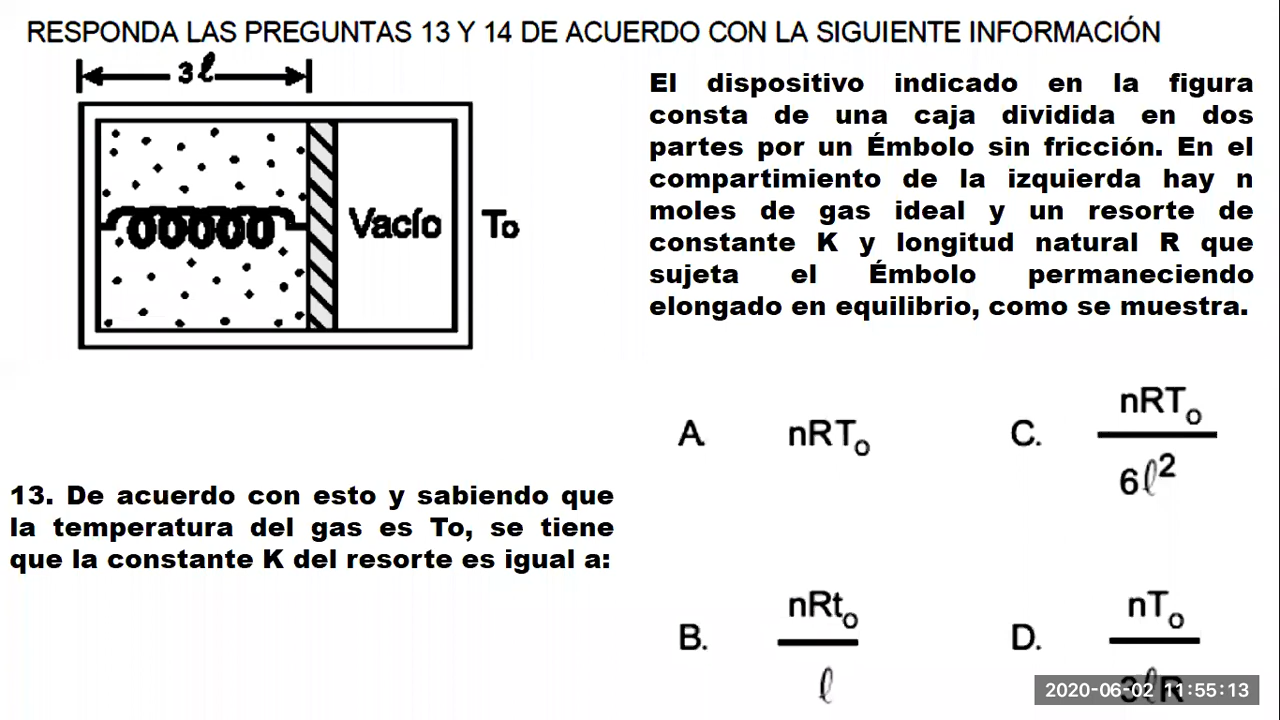 RESPONDA LAS PREGUNTAS 13 Y 14 DE ACUERDO CON LA SIGUIENTE INFORMACIÓN
3ℓ
Vacío
To
El dispositivo indicado en la figura
consta de una caja dividida en dos
partes por un Émbolo sin fricción. En el
compartimiento de la izquierda hay n
moles de gas ideal y un resorte de
constante K y longitud natural R que
sujeta el Émbolo permaneciendo
elongado en equilibrio, como se muestra.
13. De acuerdo con esto y sabiendo que
la temperatura del gas es To, se tiene
que la constante K del resorte es igual a:
A. nRTo
C. nRTo
6ℓ²
B. nRto
ℓ
D. nTo
3ℓR
2020-06-02 11:55:13